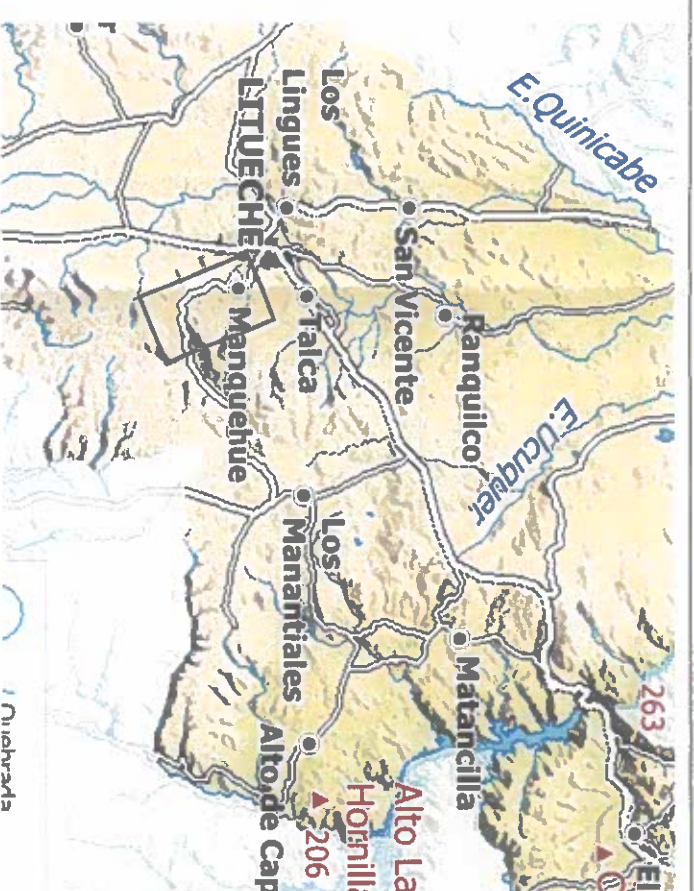 E.Quinicabe
Los
Lingues
LITUECHE
San Vicente
Ranquilco
Talca
Manquehue
E.Ucuquer
Los
Manantiales
Matancilla
263
Alto de Cap
Alto La
Hornilla
206
El